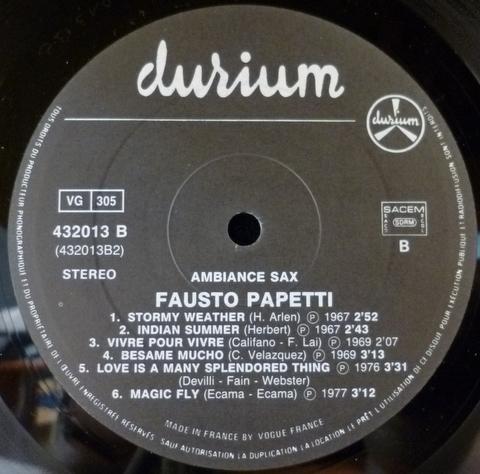 durium
durium
VG 305
432013 B
(432013B2)
STEREO
SACEM
SDRM
B
AMBIANCE SAX
FAUSTO PAPETTI
1. STORMY WEATHER (H. Arlen) Ⓟ 1967 2'52
2. INDIAN SUMMER (Herbert) Ⓟ 1967 2'43
3. VIVRE POUR VIVRE (Califano - F. Lai) Ⓟ 1969 2'07
4. BESAME MUCHO (C. Velazquez) Ⓟ 1969 3'13
5. LOVE IS A MANY SPLENDORED THING Ⓟ 1976 3'31
(Devilli - Fain - Webster)
6. MAGIC FLY (Ecama - Ecama) Ⓟ 1977 3'12
MADE IN FRANCE BY VOGUE FRANCE
TOUS DROITS DU PRODUCTEUR PHONOGRAPHIQUE ET DU PROPRIETAIRE DE L'ŒUVRE ENREGISTREE RESERVES SAUF AUTORISATION LA DUPLICATION LA LOCATION LE PRÊT L'UTILISATION DE CE DISQUE POUR L'EXÉCUTION PUBLIQUE ET RADIODIFFUSION SONT INTERDITS